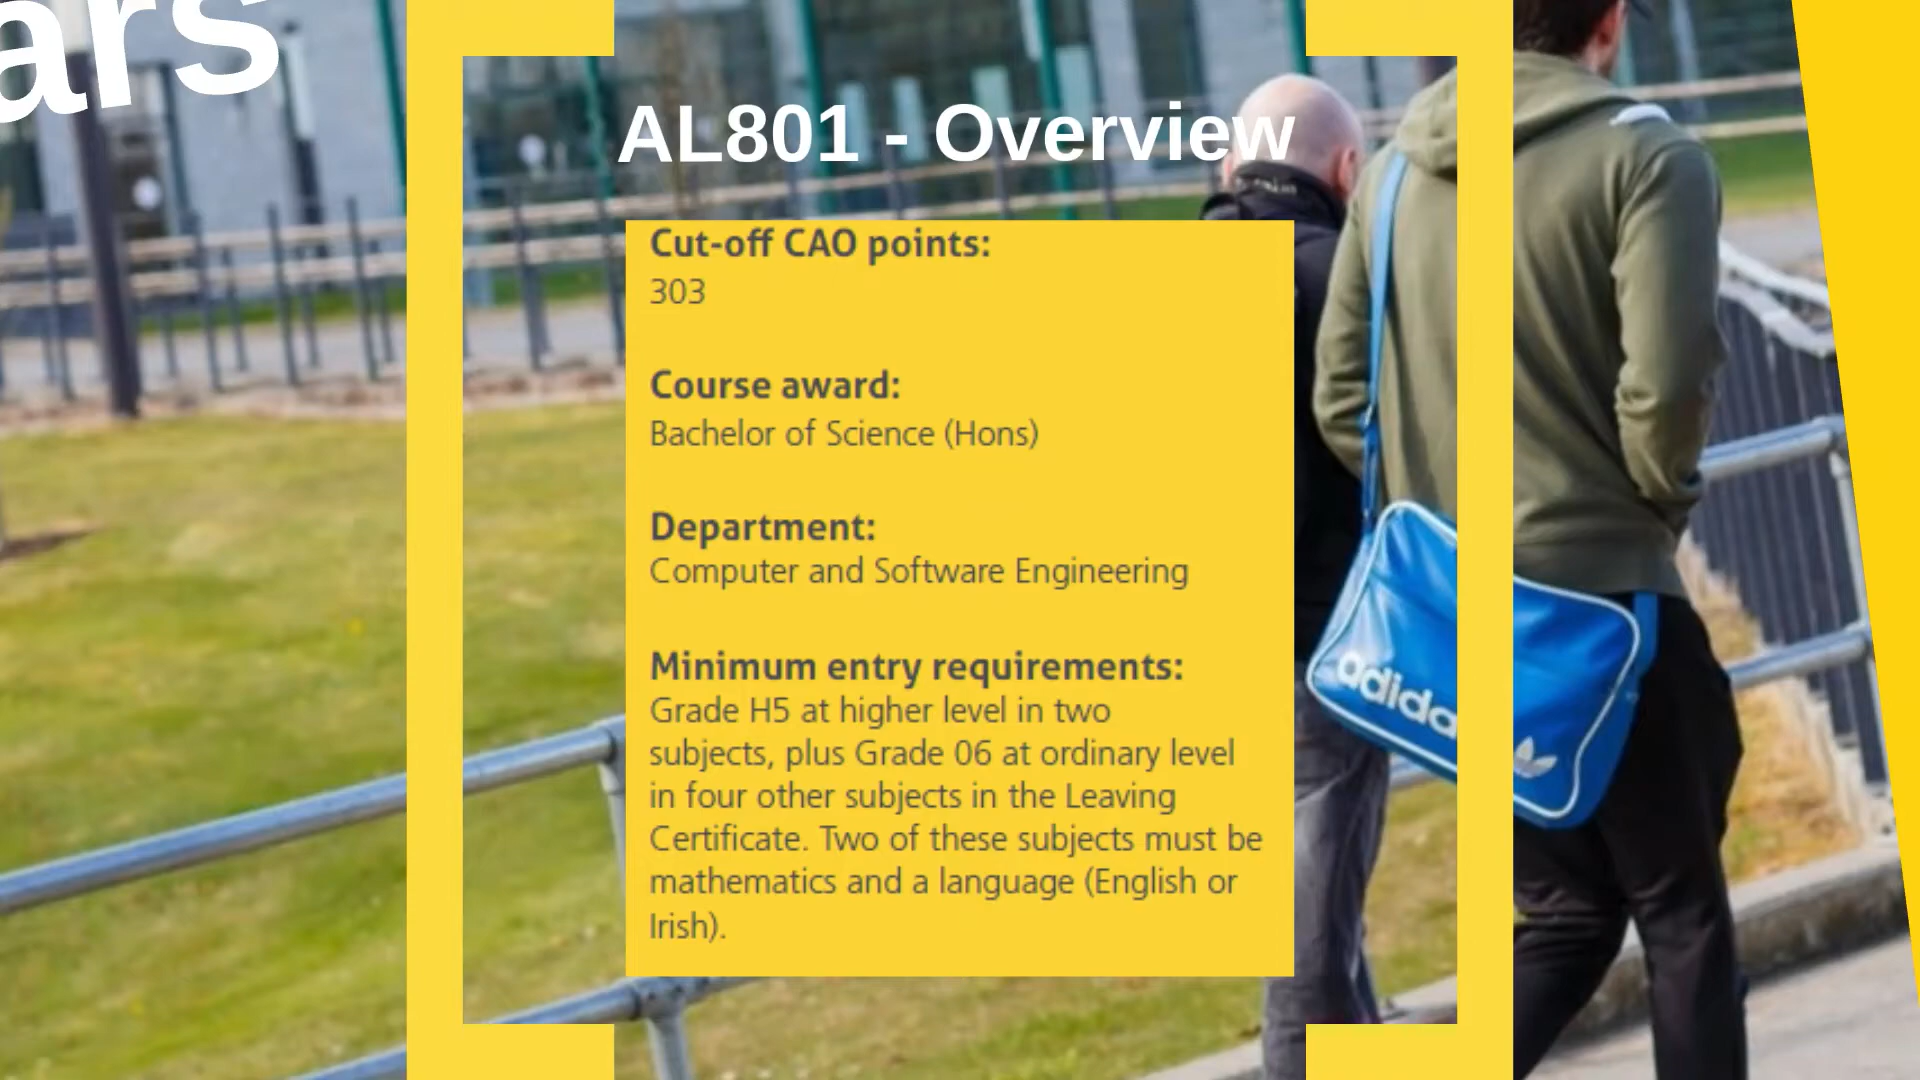 ars
AL801 - Overview
Cut-off CAO points:
303
Course award:
Bachelor of Science (Hons)
Department:
Computer and Software Engineering
Minimum entry requirements:
Grade H5 at higher level in two
subjects, plus Grade 06 at ordinary level
in four other subjects in the Leaving
Certificate. Two of these subjects must be
mathematics and a language (English or
Irish).
adida